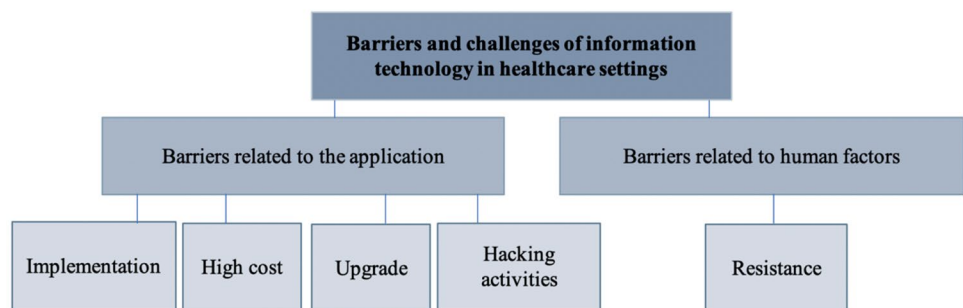 Barriers and challenges of information
technology in healthcare settings
Barriers related to the application
Barriers related to human factors
Implementation
High cost
Upgrade
Hacking
activities
Resistance